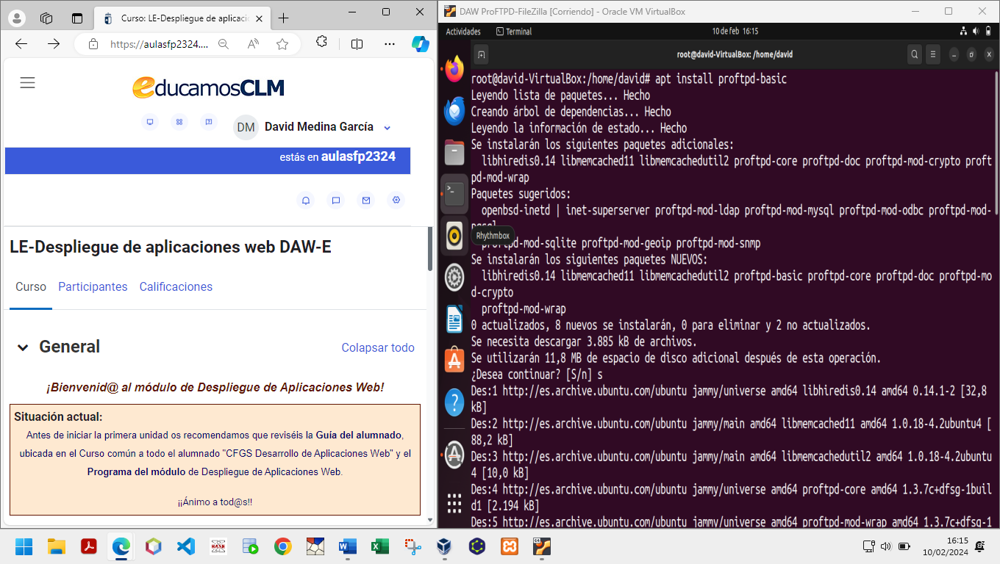 Curso: LE-Despliegue de aplicacio
https://aulasfp2324....
educamosCLM
DM David Medina García
estás en aulasfp2324
LE-Despliegue de aplicaciones web DAW-E
Curso Participantes Calificaciones
General Colapsar todo
¡Bienvenid@ al módulo de Despliegue de Aplicaciones Web!
Situación actual:
Antes de iniciar la primera unidad os recomendamos que reviséis la Guía del alumnado,
ubicada en el Curso común a todo el alumnado "CFGS Desarrollo de Aplicaciones Web" y el
Programa del módulo de Despliegue de Aplicaciones Web.
¡¡Ánimo a tod@s!!
DAW ProFTPD-FileZilla [Corriendo] - Oracle VM VirtualBox
Actividades Terminal 10 de feb 16:15
root@david-VirtualBox: /home/david
root@david-VirtualBox:/home/david# apt install proftpd-basic
Leyendo lista de paquetes... Hecho
Creando árbol de dependencias... Hecho
Leyendo la información de estado... Hecho
Se instalarán los siguientes paquetes adicionales:
libhiredis0.14 libmemcached11 libmemcachedutil2 proftpd-core proftpd-doc proftpd-mod-crypto proft
pd-mod-wrap
Paquetes sugeridos:
openbsd-inetd | inet-superserver proftpd-mod-ldap proftpd-mod-mysql proftpd-mod-odbc proftpd-mod-
Rhythmbox
pd-mod-sqlite proftpd-mod-geoip proftpd-mod-snmp
Se instalarán los siguientes paquetes NUEVOS:
libhiredis0.14 libmemcached11 libmemcachedutil2 proftpd-basic proftpd-core proftpd-doc proftpd-mo
d-crypto
proftpd-mod-wrap
0 actualizados, 8 nuevos se instalarán, 0 para eliminar y 2 no actualizados.
Se necesita descargar 3.885 kB de archivos.
Se utilizarán 11,8 MB de espacio de disco adicional después de esta operación.
¿Desea continuar? [S/n] s
Des:1 http://es.archive.ubuntu.com/ubuntu jammy/universe amd64 libhiredis0.14 amd64 0.14.1-2 [32,8
kB]
Des:2 http://es.archive.ubuntu.com/ubuntu jammy/main amd64 libmemcached11 amd64 1.0.18-4.2ubuntu4 [
88,2 kB]
Des:3 http://es.archive.ubuntu.com/ubuntu jammy/main amd64 libmemcachedutil2 amd64 1.0.18-4.2ubuntu
4 [10,0 kB]
Des:4 http://es.archive.ubuntu.com/ubuntu jammy/universe amd64 proftpd-core amd64 1.3.7c+dfsg-1buil
d1 [2.194 kB]
Des:5 http://es.archive.ubuntu.com/ubuntu jammy/universe amd64 proftpd-mod-wrap amd64 1.3.7c+dfsg-1
16:15
10/02/2024